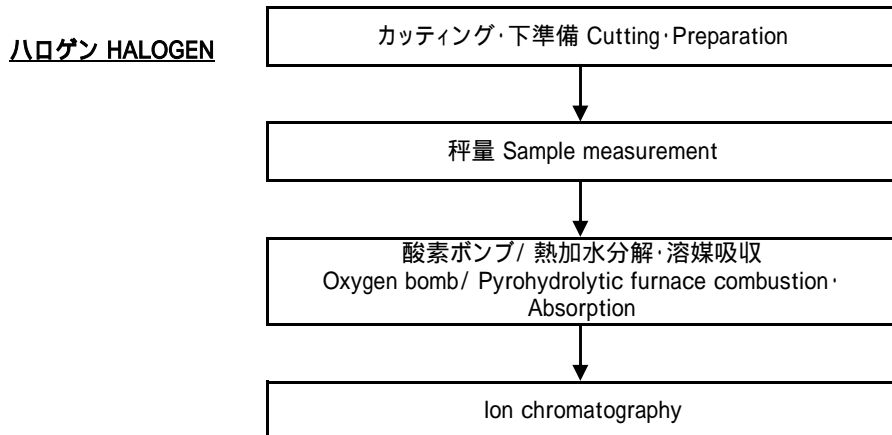 ハロゲン HALOGEN
カッティング・下準備 Cutting・Preparation
秤量 Sample measurement
酸素ボンブ/ 熱加水分解・溶媒吸収
Oxygen bomb/ Pyrohydrolytic furnace combustion・
Absorption
Ion chromatography